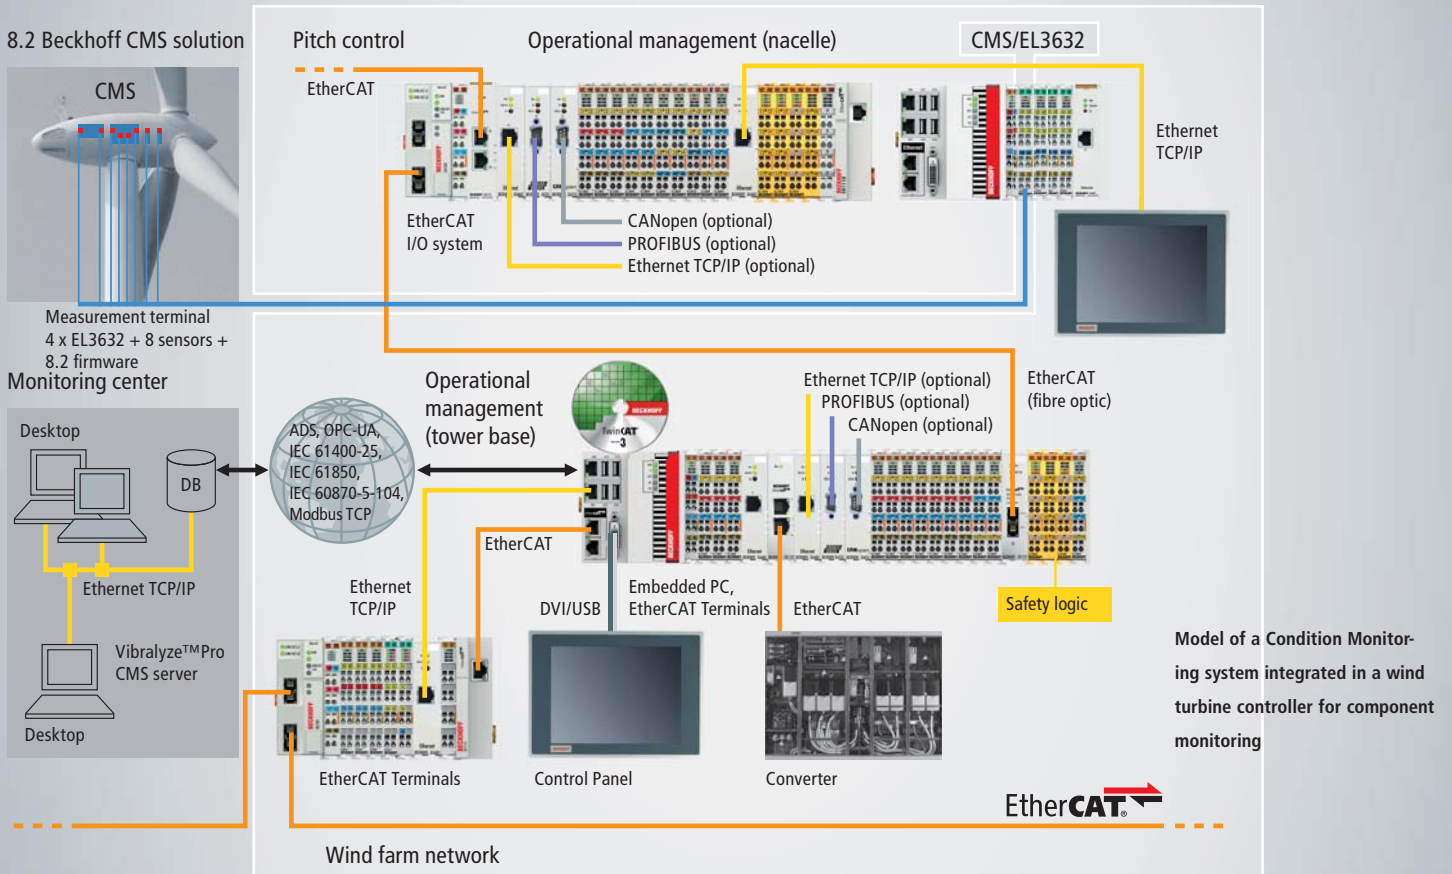 8.2 Beckhoff CMS solution
Pitch control
Operational management (nacelle)
CMS/EL3632
CMS
EtherCAT
Ethernet
TCP/IP
EtherCAT
I/O system
CANopen (optional)
PROFIBUS (optional)
Ethernet TCP/IP (optional)
Measurement terminal
4 x EL3632 + 8 sensors +
8.2 firmware
Monitoring center
Desktop
DB
Ethernet TCP/IP
Vibralyze™Pro
CMS server
Desktop
ADS, OPC-UA,
IEC 61400-25,
IEC 61850,
IEC 60870-5-104,
Modbus TCP
Operational
management
(tower base)
BECKHOFF
TwinCAT
3
Ethernet TCP/IP (optional)
PROFIBUS (optional)
CANopen (optional)
EtherCAT
(fibre optic)
EtherCAT
Ethernet
TCP/IP
DVI/USB
Embedded PC,
EtherCAT Terminals
EtherCAT
Safety logic
EtherCAT Terminals
Control Panel
Converter
Model of a Condition Monitor-
ing system integrated in a wind
turbine controller for component
monitoring
EtherCAT®
Wind farm network